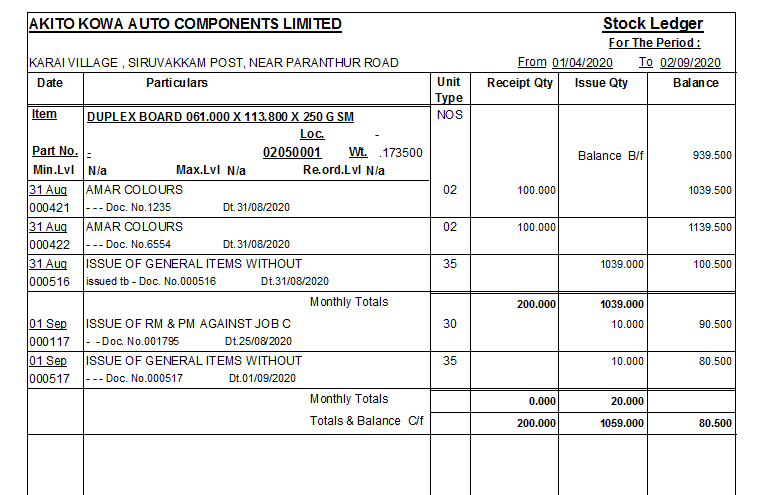 AKITO KOWA AUTO COMPONENTS LIMITED Stock Ledger
For The Period :
KARAI VILLAGE , SIRUVAKKAM POST, NEAR PARANTHUR ROAD From 01/04/2020 To 02/09/2020
Date Particulars Unit Type Receipt Qty Issue Qty Balance
Item DUPLEX BOARD 061.000 X 113.800 X 250 G SM NOS
Loc. -
Part No. - 02050001 Wt. .173500 Balance B/f 939.500
Min.Lvl N/a Max.Lvl N/a Re.ord.Lvl N/a
31 Aug AMAR COLOURS 02 100.000 1039.500
000421 - - - Doc. No.1235 Dt.31/08/2020
31 Aug AMAR COLOURS 02 100.000 1139.500
000422 - - - Doc. No.6554 Dt.31/08/2020
31 Aug ISSUE OF GENERAL ITEMS WITHOUT 35 1039.000 100.500
000516 issued tb - Doc. No.000516 Dt.31/08/2020
Monthly Totals 200.000 1039.000
01 Sep ISSUE OF RM & PM AGAINST JOB C 30 10.000 90.500
000117 - - Doc. No.001795 Dt.25/08/2020
01 Sep ISSUE OF GENERAL ITEMS WITHOUT 35 10.000 80.500
000517 - - - Doc. No.000517 Dt.01/09/2020
Monthly Totals 0.000 20.000
Totals & Balance C/f 200.000 1059.000 80.500